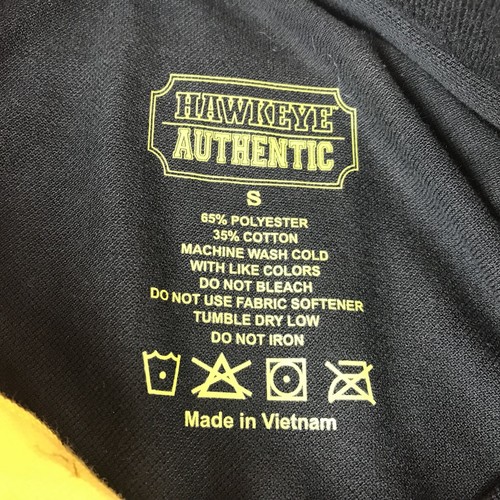 HAWKEYE™
AUTHENTIC
S
65% POLYESTER
35% COTTON
MACHINE WASH COLD
WITH LIKE COLORS
DO NOT BLEACH
DO NOT USE FABRIC SOFTENER
TUMBLE DRY LOW
DO NOT IRON
Made in Vietnam